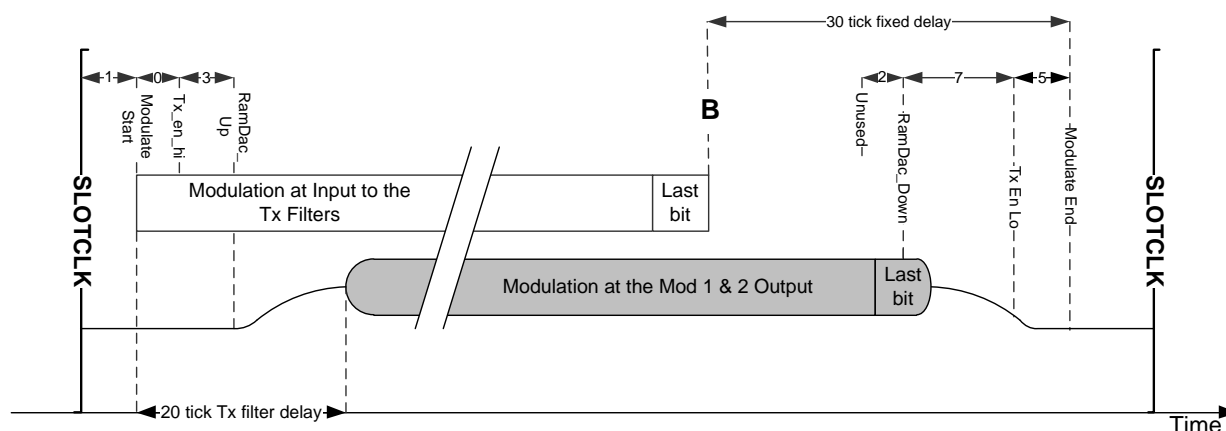 30 tick fixed delay
1
0
3
2
7
5
Modulate
Start
Tx_en_hi
RamDac_
Up
B
Unused
RamDac_Down
Tx En Lo
Modulate End
SLOTCLK
SLOTCLK
Modulation at Input to the
Tx Filters
Last
bit
Modulation at the Mod 1 & 2 Output
Last
bit
20 tick Tx filter delay
Time